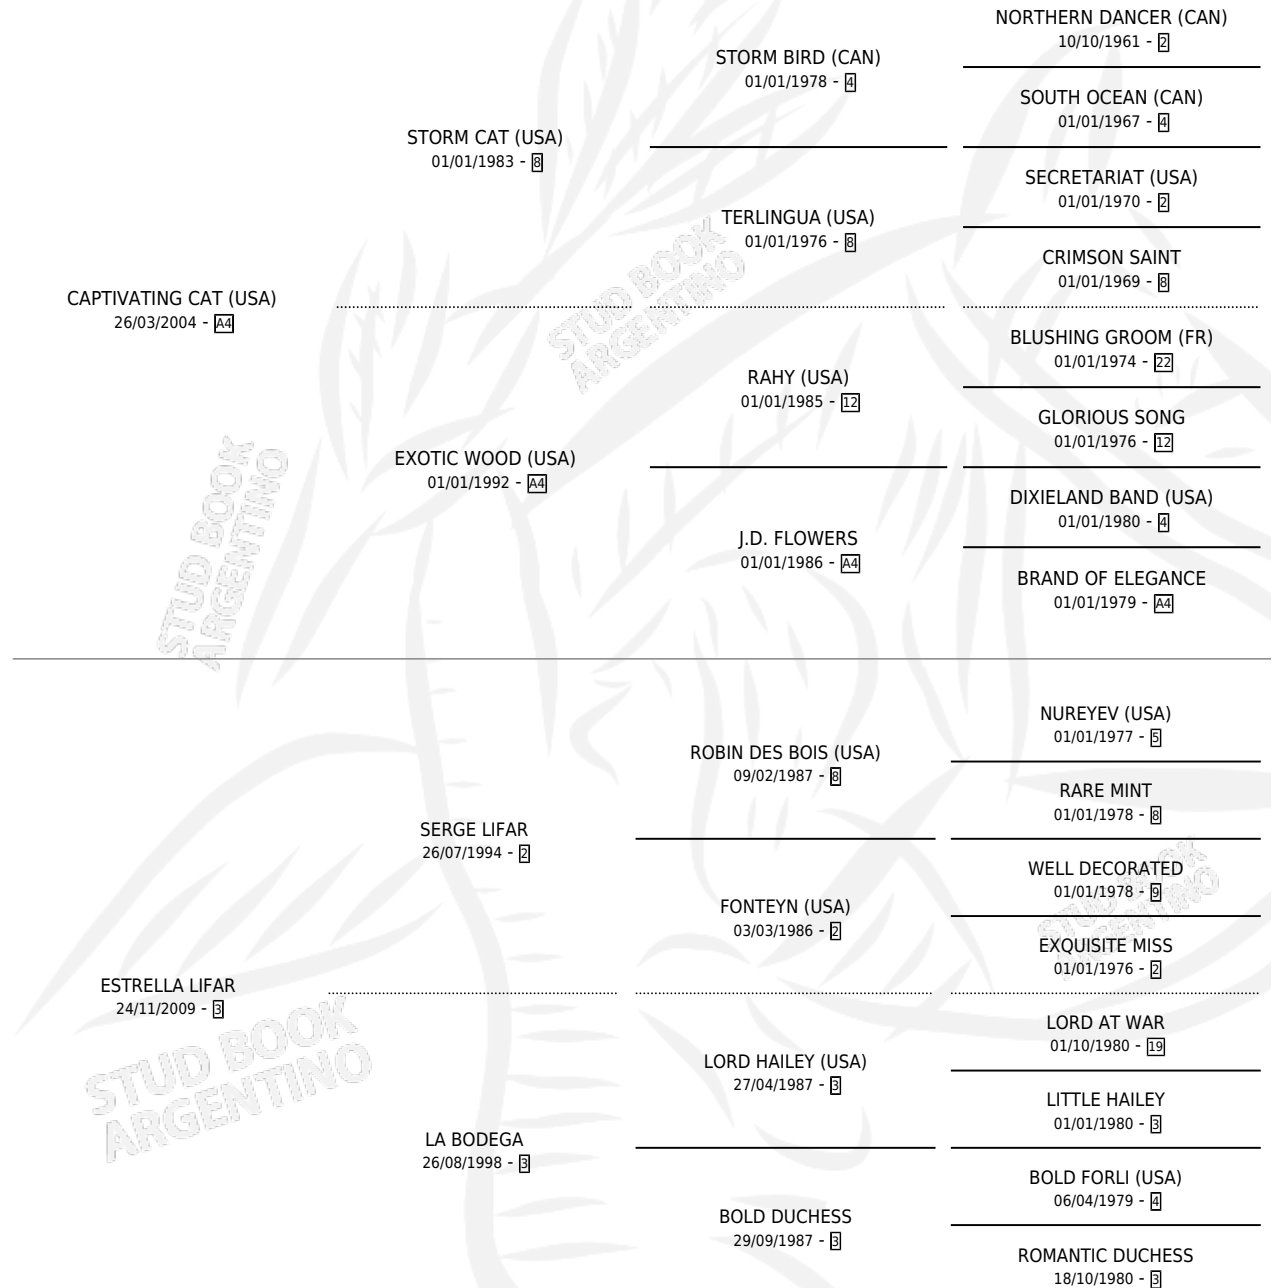 NORTHERN DANCER (CAN)
10/10/1961 - 2
STORM BIRD (CAN)
01/01/1978 - 4
SOUTH OCEAN (CAN)
01/01/1967 - 4
STORM CAT (USA)
01/01/1983 - 8
SECRETARIAT (USA)
01/01/1970 - 2
TERLINGUA (USA)
01/01/1976 - 8
CRIMSON SAINT
01/01/1969 - 8
CAPTIVATING CAT (USA)
26/03/2004 - A4
BLUSHING GROOM (FR)
01/01/1974 - 22
RAHY (USA)
01/01/1985 - 12
GLORIOUS SONG
01/01/1976 - 12
EXOTIC WOOD (USA)
01/01/1992 - A4
DIXIELAND BAND (USA)
01/01/1980 - 4
J.D. FLOWERS
01/01/1986 - A4
BRAND OF ELEGANCE
01/01/1979 - A4
STUD BOOK
ARGENTINO
STUD BOOK
ARGENTINO
NUREYEV (USA)
01/01/1977 - 5
ROBIN DES BOIS (USA)
09/02/1987 - 8
RARE MINT
01/01/1978 - 8
SERGE LIFAR
26/07/1994 - 2
WELL DECORATED
01/01/1978 - 9
FONTEYN (USA)
03/03/1986 - 2
EXQUISITE MISS
01/01/1976 - 2
ESTRELLA LIFAR
24/11/2009 - 3
LORD AT WAR
01/10/1980 - 19
LORD HAILEY (USA)
27/04/1987 - 3
LITTLE HAILEY
01/01/1980 - 3
LA BODEGA
26/08/1998 - 3
BOLD FORLI (USA)
06/04/1979 - 4
BOLD DUCHESS
29/09/1987 - 3
ROMANTIC DUCHESS
18/10/1980 - 3
STUD BOOK
ARGENTINO
STUD BOOK
ARGENTINO